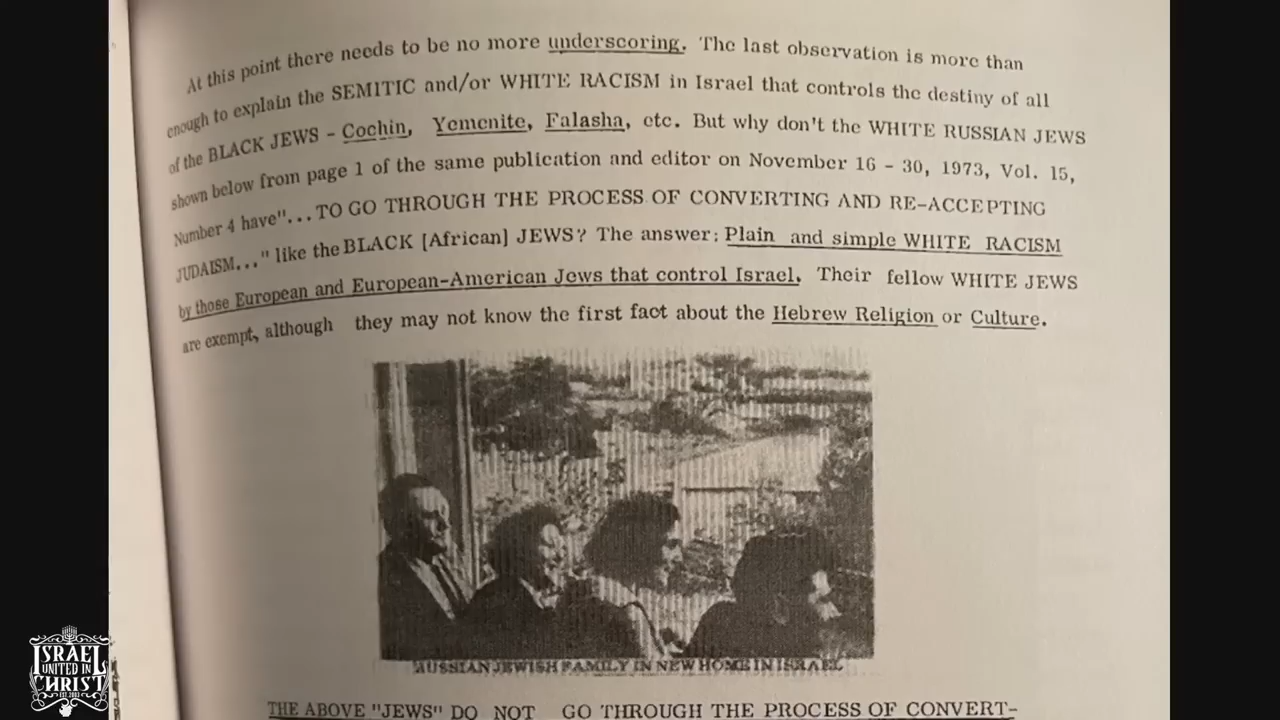 At this point there needs to be no more underscoring. The last observation is more than
enough to explain the SEMITIC and/or WHITE RACISM in Israel that controls the destiny of all
of the BLACK JEWS - Cochin, Yemenite, Falasha, etc. But why don't the WHITE RUSSIAN JEWS
shown below from page 1 of the same publication and editor on November 16 - 30, 1973, Vol. 15,
Number 4 have"... TO GO THROUGH THE PROCESS OF CONVERTING AND RE-ACCEPTING
JUDAISM..." like the BLACK [African] JEWS? The answer: Plain and simple WHITE RACISM
by those European and European-American Jews that control Israel. Their fellow WHITE JEWS
are exempt, although they may not know the first fact about the Hebrew Religion or Culture.
RUSSIAN JEWISH FAMILY IN NEW HOME IN ISRAEL
THE ABOVE "JEWS" DO NOT GO THROUGH THE PROCESS OF CONVERT-
ISRAEL
UNITED IN
CHRIST
EST. 2003